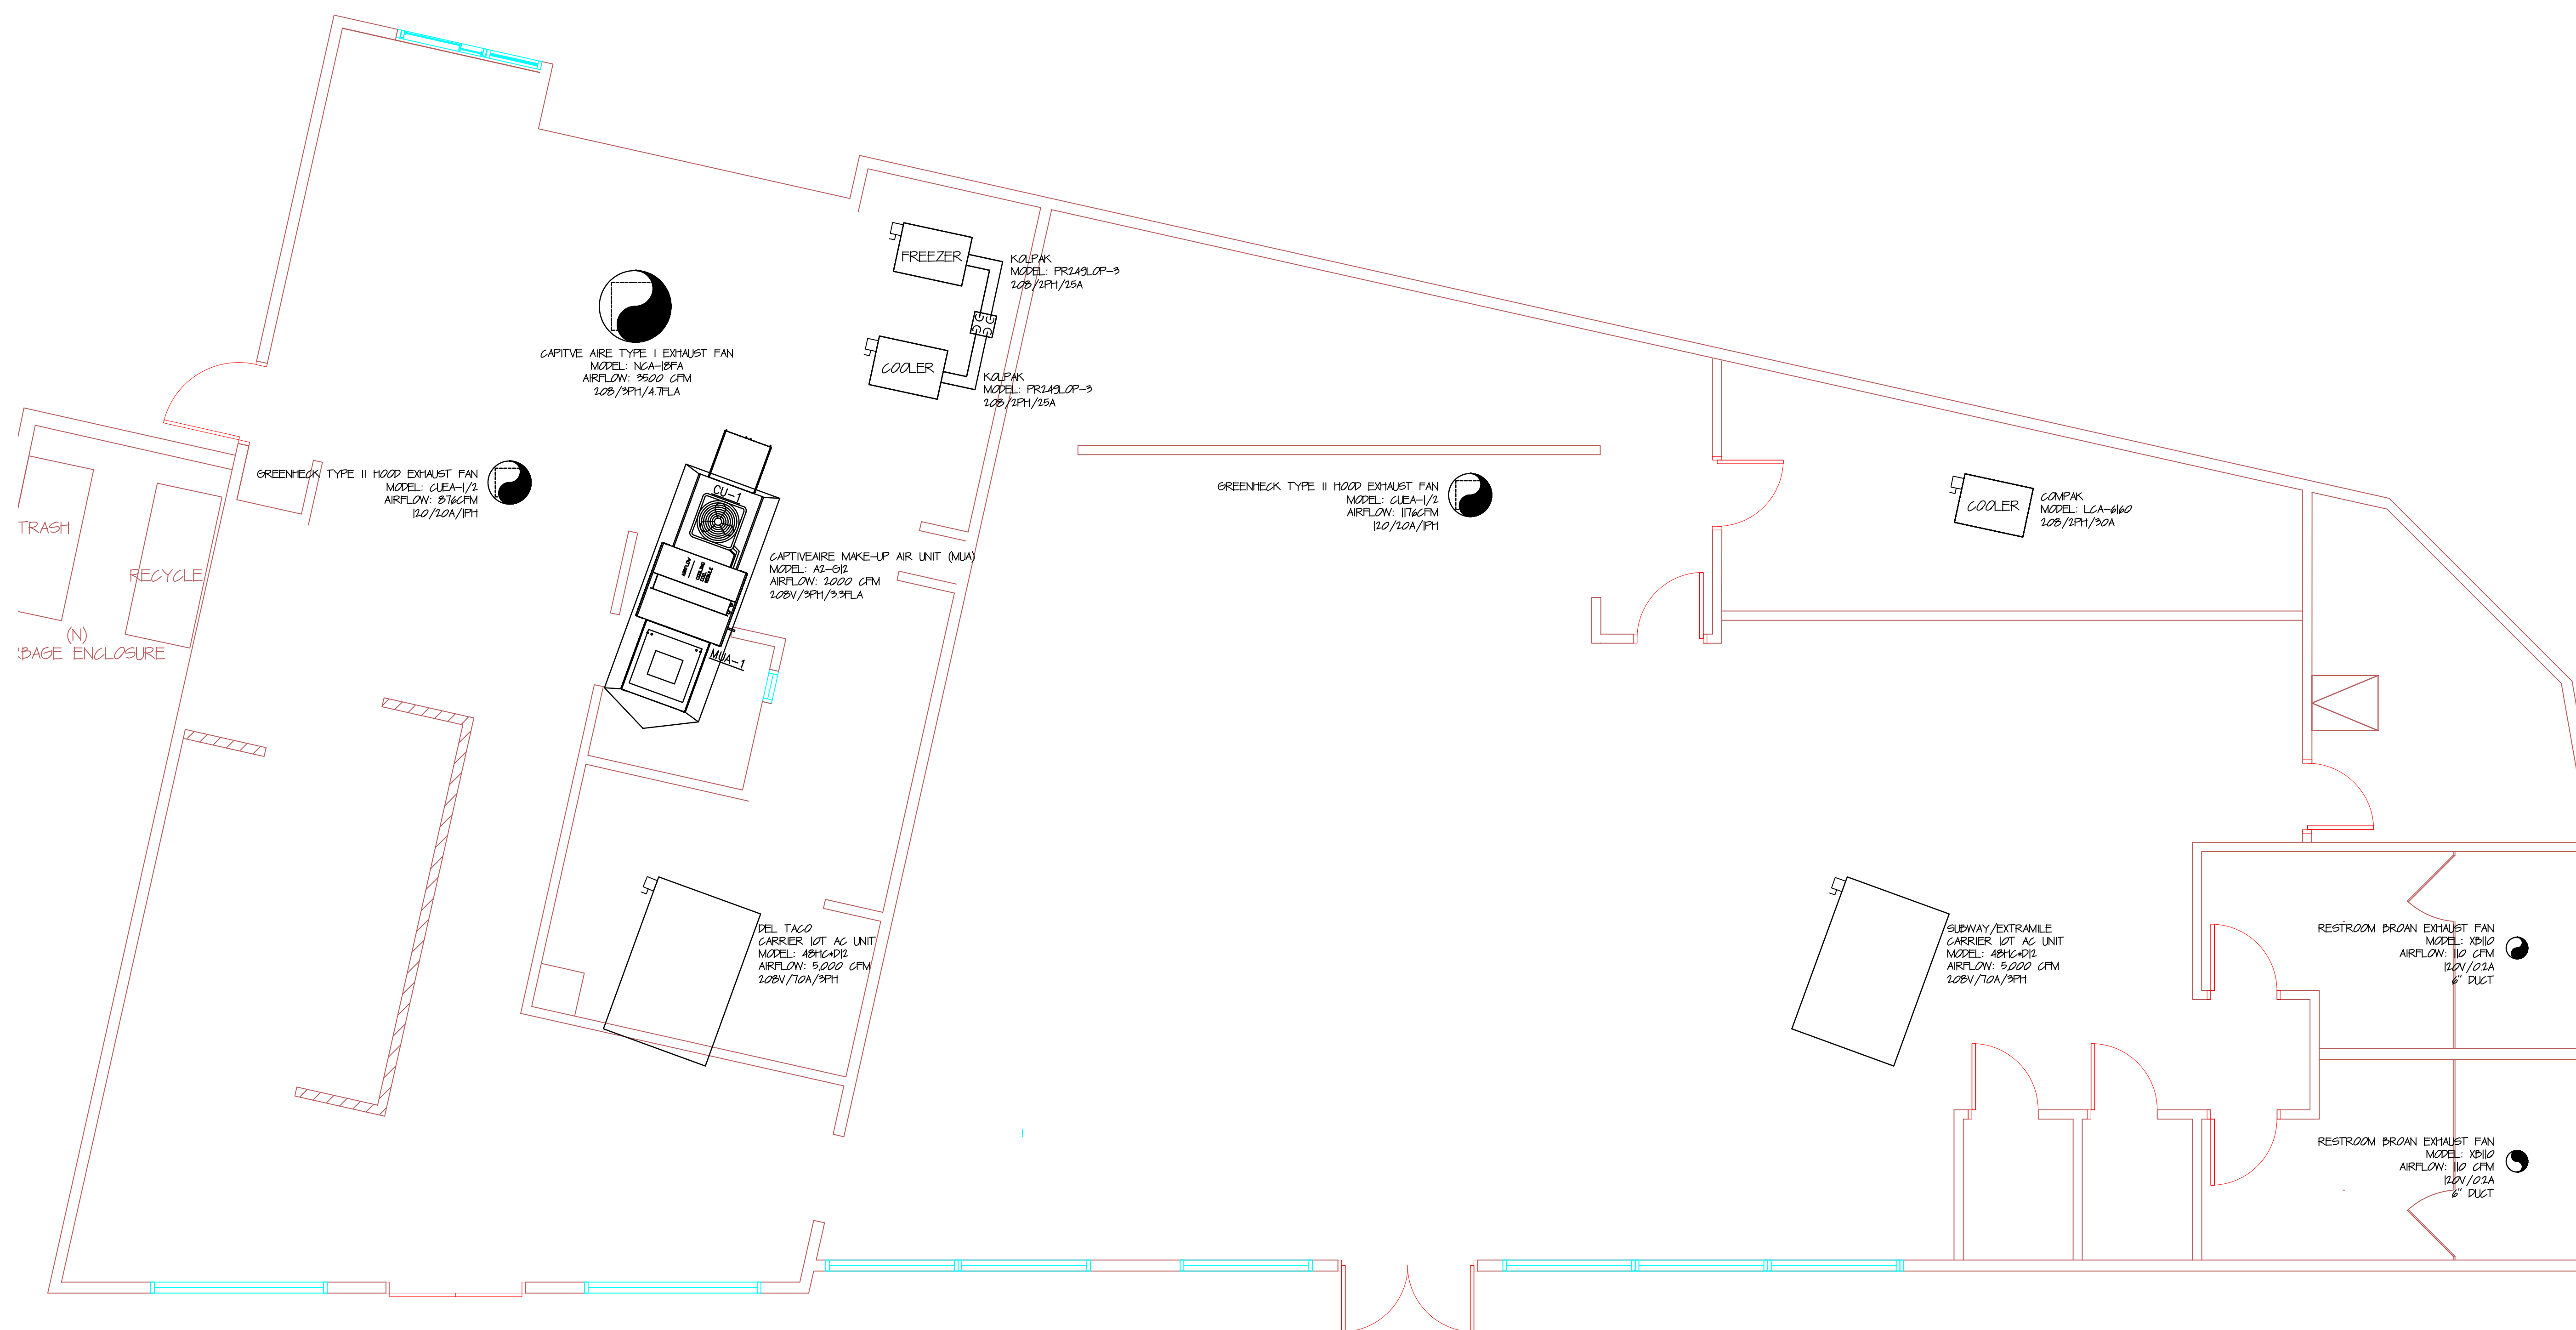 FREEZER
KOLPAK
MODEL: PR249LOP-3
208/2PH/25A
COOLER
KOLPAK
MODEL: PR249LOP-3
208/2PH/25A
CAPITVE AIRE TYPE I EXHAUST FAN
MODEL: NCA-18FA
AIRFLOW: 3500 CFM
208/3PH/4.7FLA
GREENHECK TYPE II HOOD EXHAUST FAN
MODEL: CUEA-1/2
AIRFLOW: 876CFM
120/20A/1PH
TRASH
RECYCLE
(N)
BAGE ENCLOSURE
CU-1
AIRFLOW
COOLING
COIL
MODULE
MUA-1
CAPTIVEAIRE MAKE-UP AIR UNIT (MUA)
MODEL: A2-G12
AIRFLOW: 2000 CFM
208V/3PH/3.3FLA
GREENHECK TYPE II HOOD EXHAUST FAN
MODEL: CUEA-1/2
AIRFLOW: 1176CFM
120/20A/1PH
COOLER
COMPAK
MODEL: LCA-6160
208/2PH/30A
DEL TACO
CARRIER 10T AC UNIT
MODEL: 48HC*D12
AIRFLOW: 5,000 CFM
208V/70A/3PH
SUBWAY/EXTRAMILE
CARRIER 10T AC UNIT
MODEL: 48HC*D12
AIRFLOW: 5,000 CFM
208V/70A/3PH
RESTROOM BROAN EXHAUST FAN
MODEL: XB110
AIRFLOW: 110 CFM
120V/0.2A
6" DUCT
RESTROOM BROAN EXHAUST FAN
MODEL: XB110
AIRFLOW: 110 CFM
120V/0.2A
6" DUCT